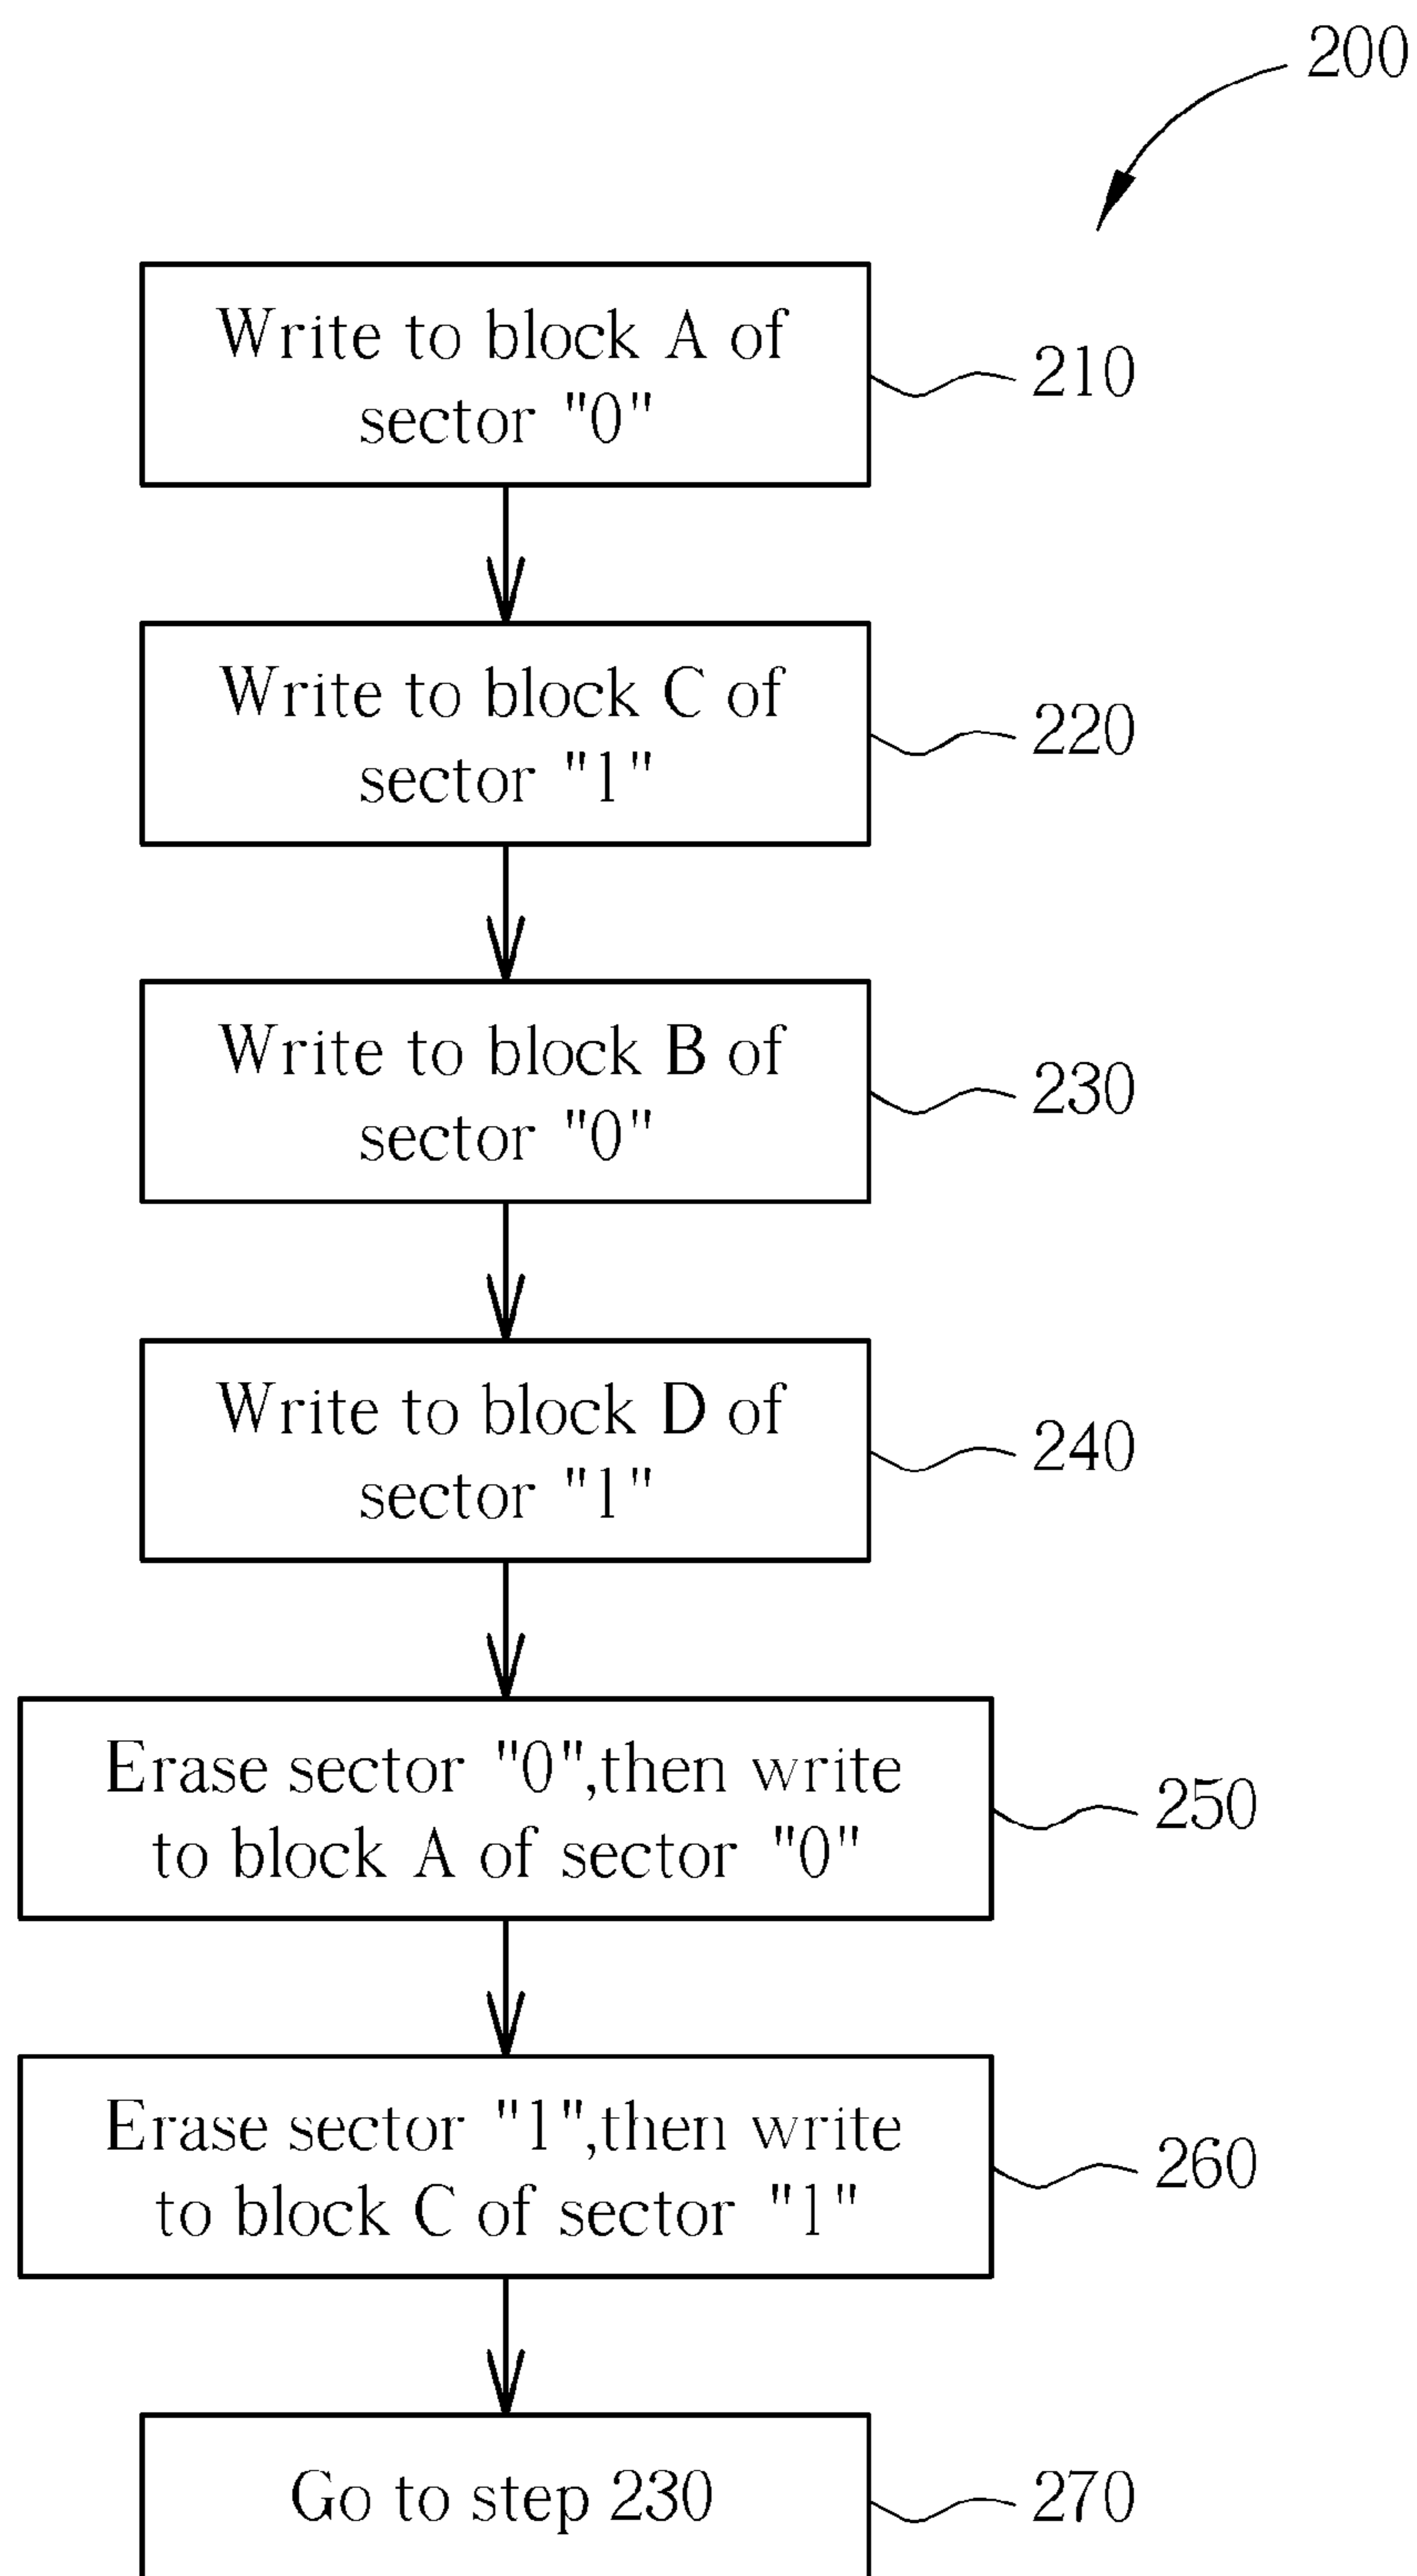 200
Write to block A of
sector "0"
210
Write to block C of
sector "1"
220
Write to block B of
sector "0"
230
Write to block D of
sector "1"
240
Erase sector "0",then write
to block A of sector "0"
250
Erase sector "1",then write
to block C of sector "1"
260
Go to step 230
270